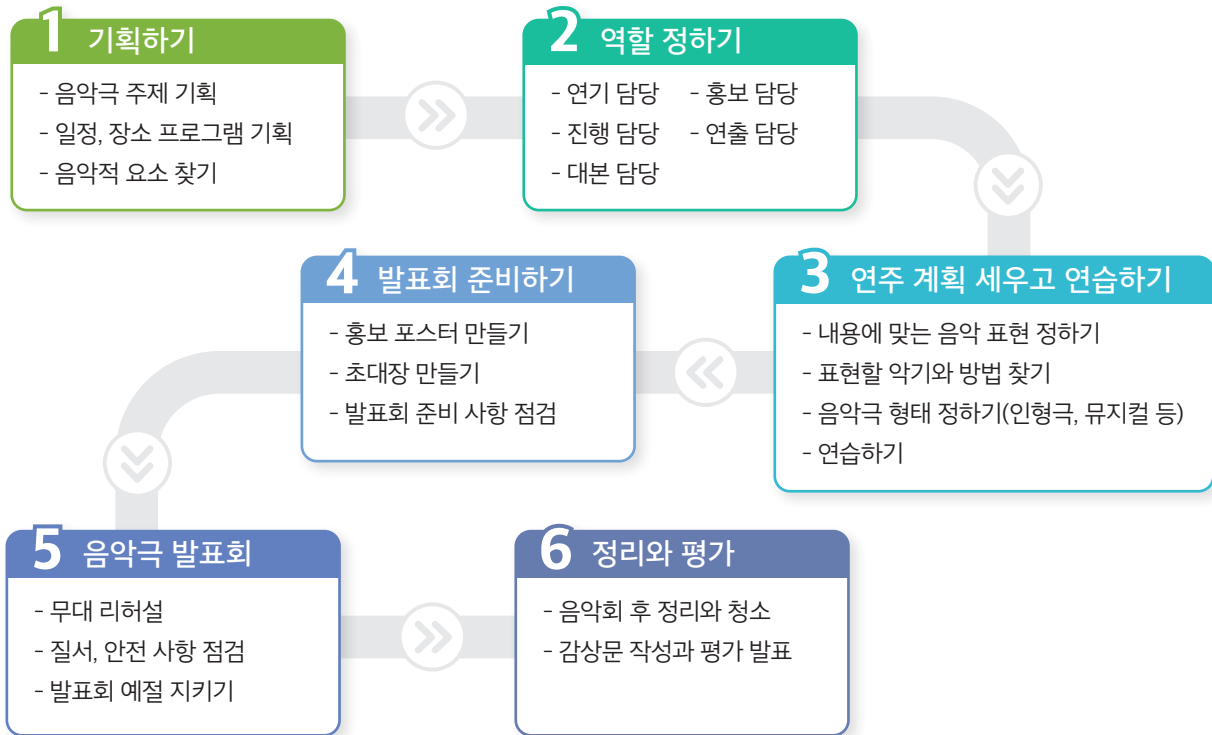 1 기획하기
- 음악극 주제 기획
- 일정, 장소 프로그램 기획
- 음악적 요소 찾기
2 역할 정하기
- 연기 담당 - 홍보 담당
- 진행 담당 - 연출 담당
- 대본 담당
3 연주 계획 세우고 연습하기
- 내용에 맞는 음악 표현 정하기
- 표현할 악기와 방법 찾기
- 음악극 형태 정하기(인형극, 뮤지컬 등)
- 연습하기
4 발표회 준비하기
- 홍보 포스터 만들기
- 초대장 만들기
- 발표회 준비 사항 점검
5 음악극 발표회
- 무대 리허설
- 질서, 안전 사항 점검
- 발표회 예절 지키기
6 정리와 평가
- 음악회 후 정리와 청소
- 감상문 작성과 평가 발표